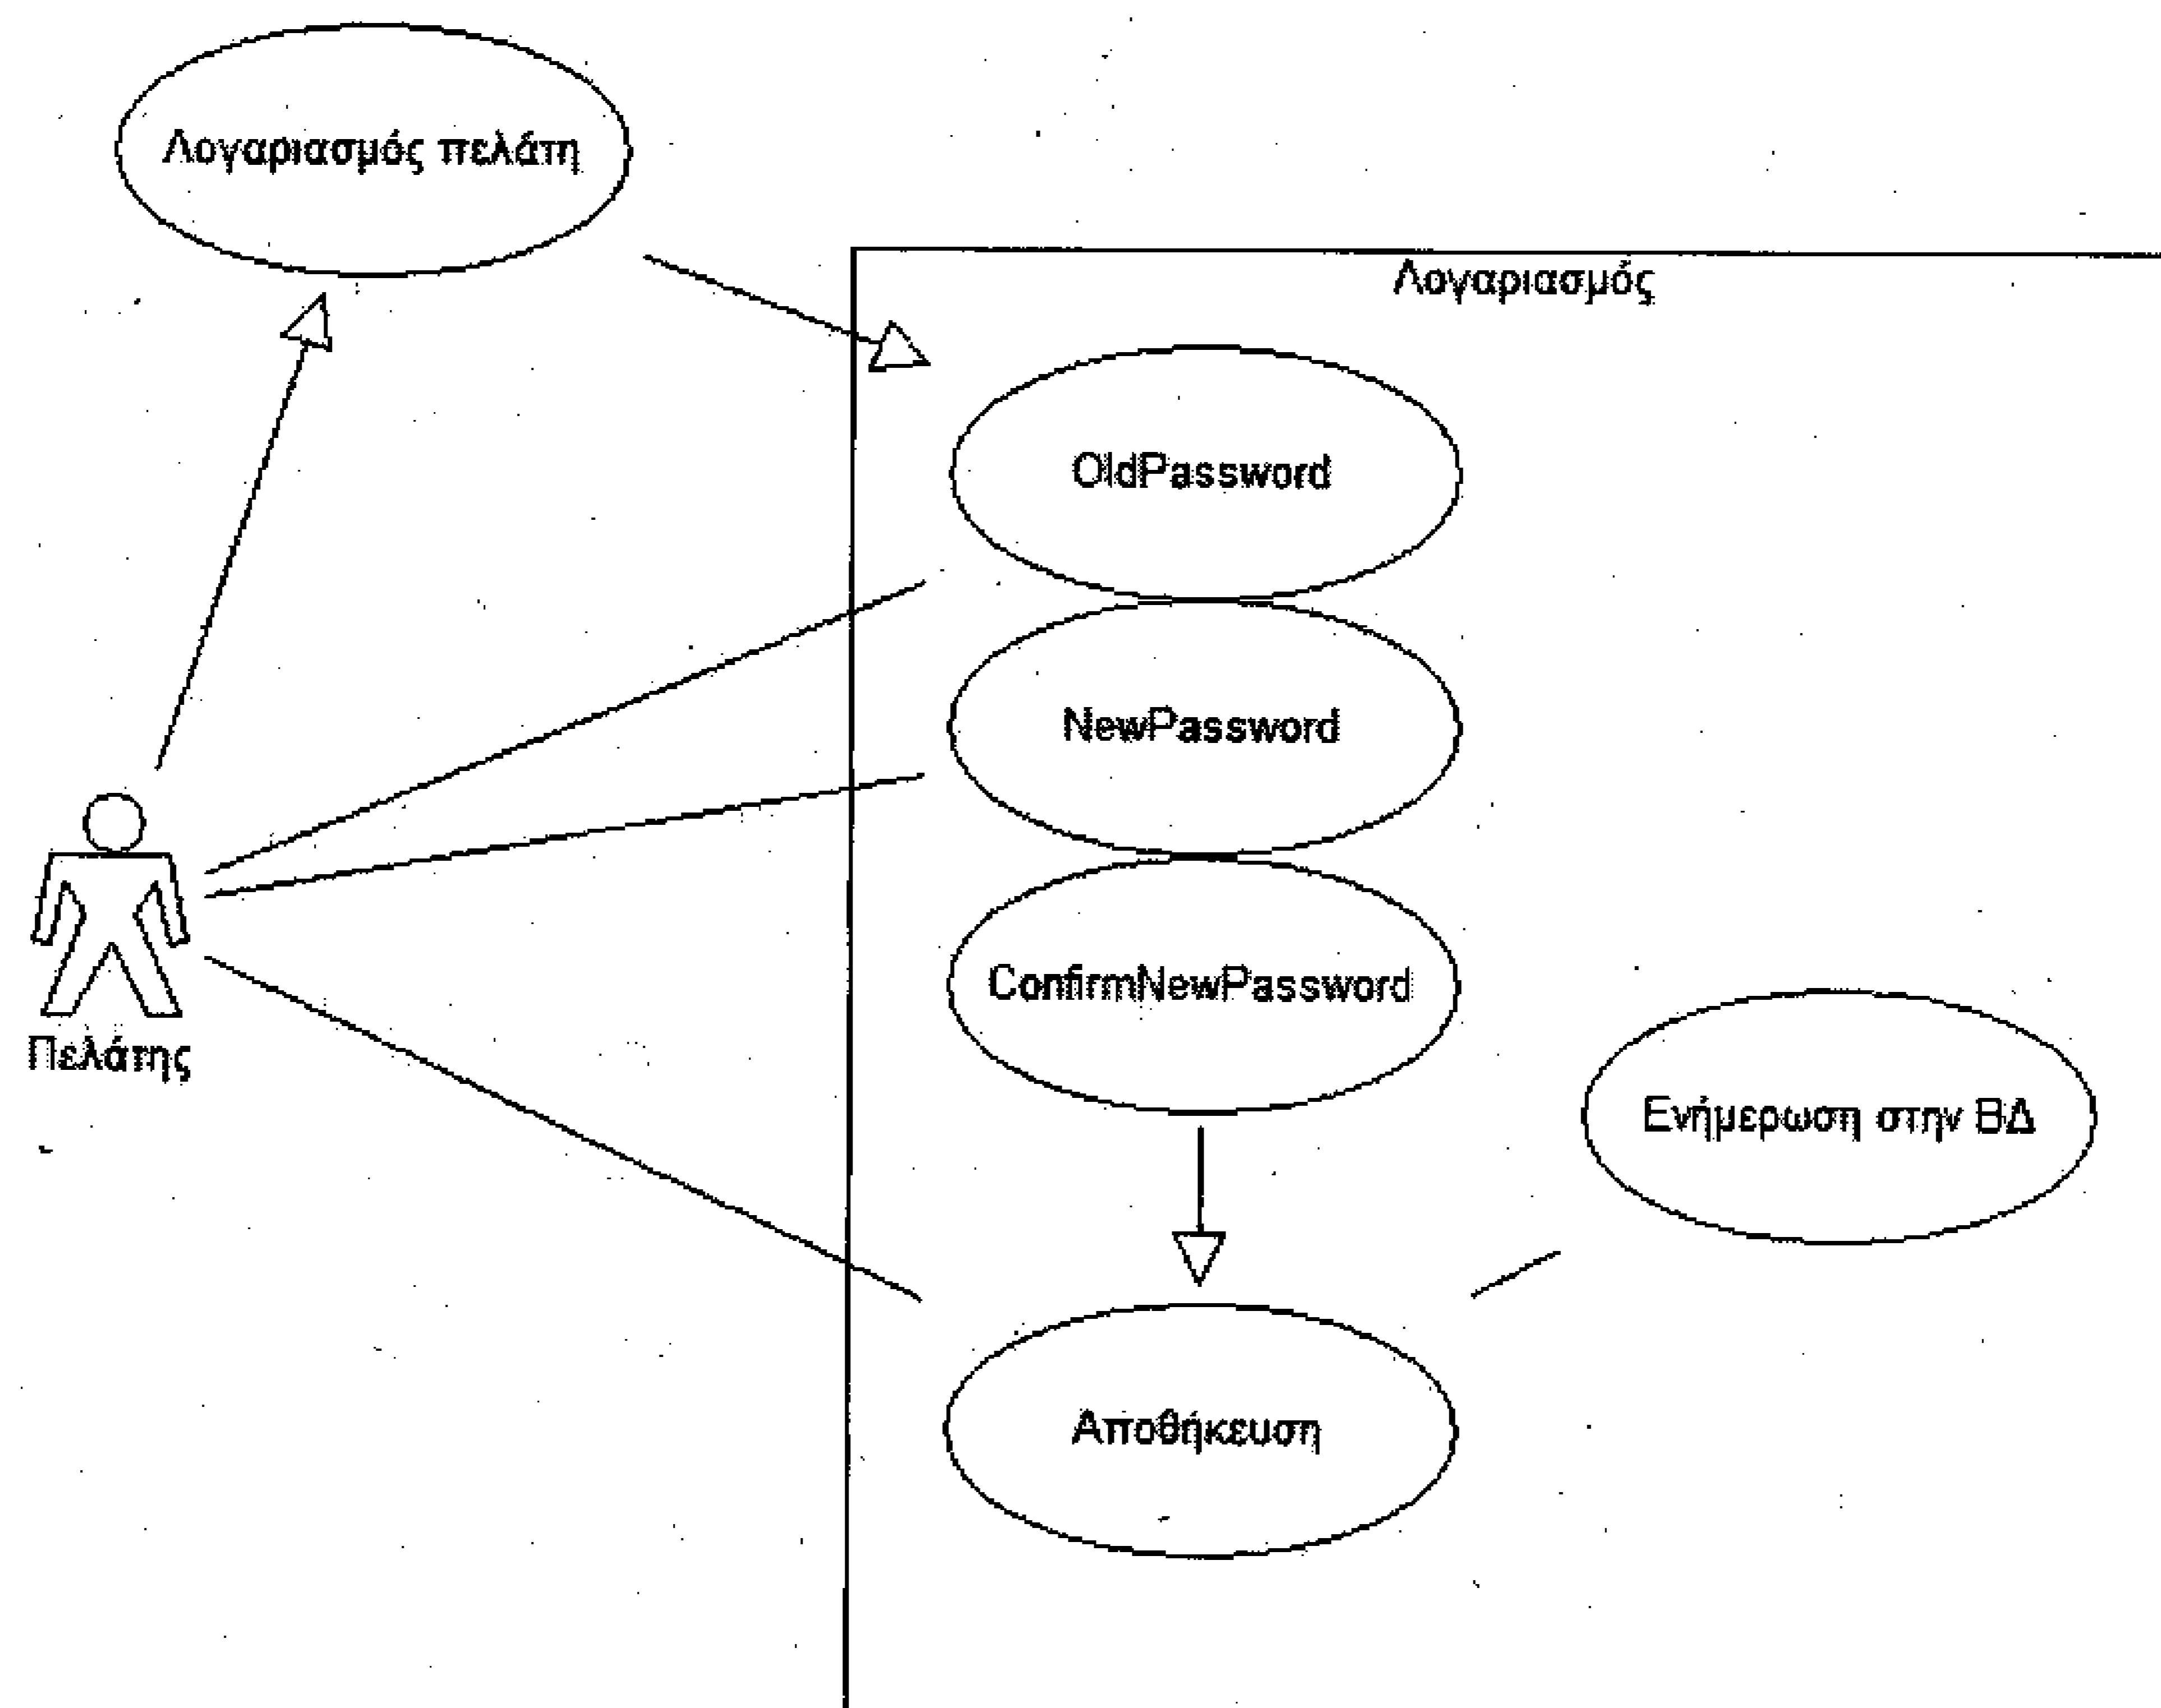 Λογαριασμός πελάτη
Λογαριασμός
OldPassword
NewPassword
ConfirmNewPassword
Πελάτης
Ενήμερωση στην ΒΔ
Αποθήκευση